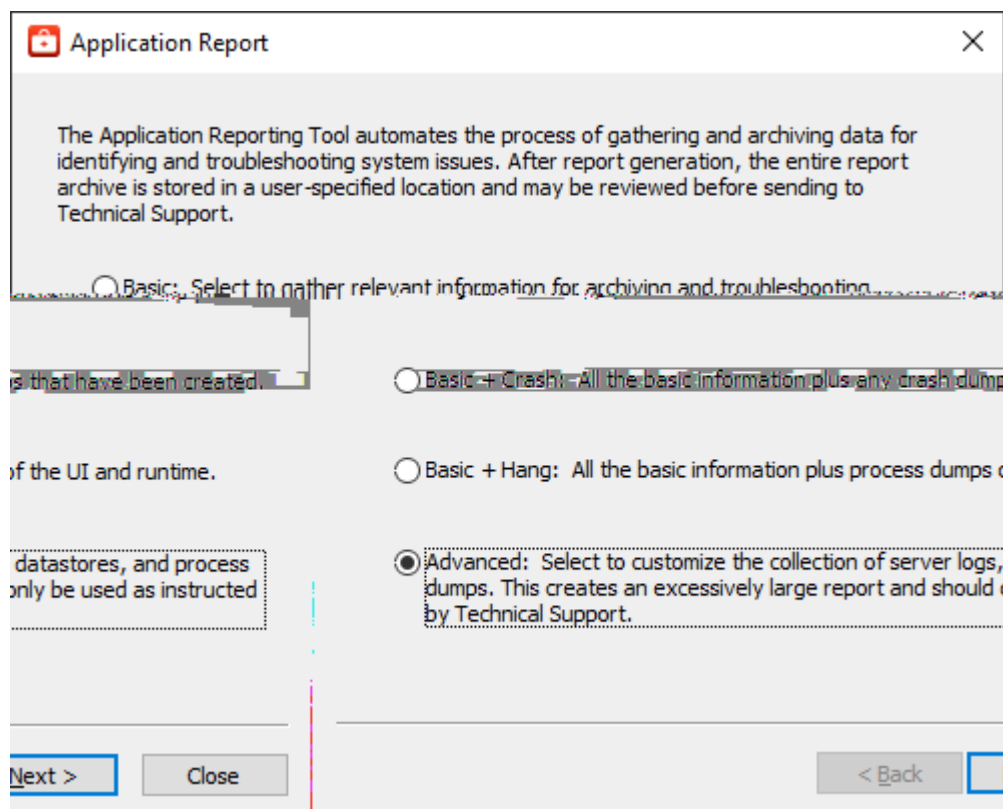 Application Report
The Application Reporting Tool automates the process of gathering and archiving data for
identifying and troubleshooting system issues. After report generation, the entire report
archive is stored in a user-specified location and may be reviewed before sending to
Technical Support.
Basic: Select to gather relevant information for archiving and troubleshooting.
s that have been created.
Basic + Crash: All the basic information plus any crash dump
of the UI and runtime.
Basic + Hang: All the basic information plus process dumps
datastores, and process
only be used as instructed
Advanced: Select to customize the collection of server logs,
dumps. This creates an excessively large report and should
by Technical Support.
Next >
Close
< Back